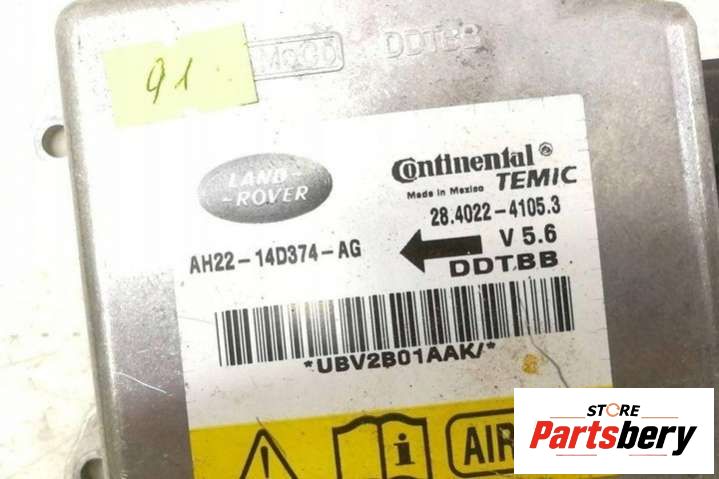 91
DDTBB
LAND-
-ROVER
Continental®
Made in Mexico TEMIC
28.4022-4105.3
V 5.6
AH22-14D374-AG
DDTBB
*UBV2B01AAK/*
i
AIR
STORE
Partsbery